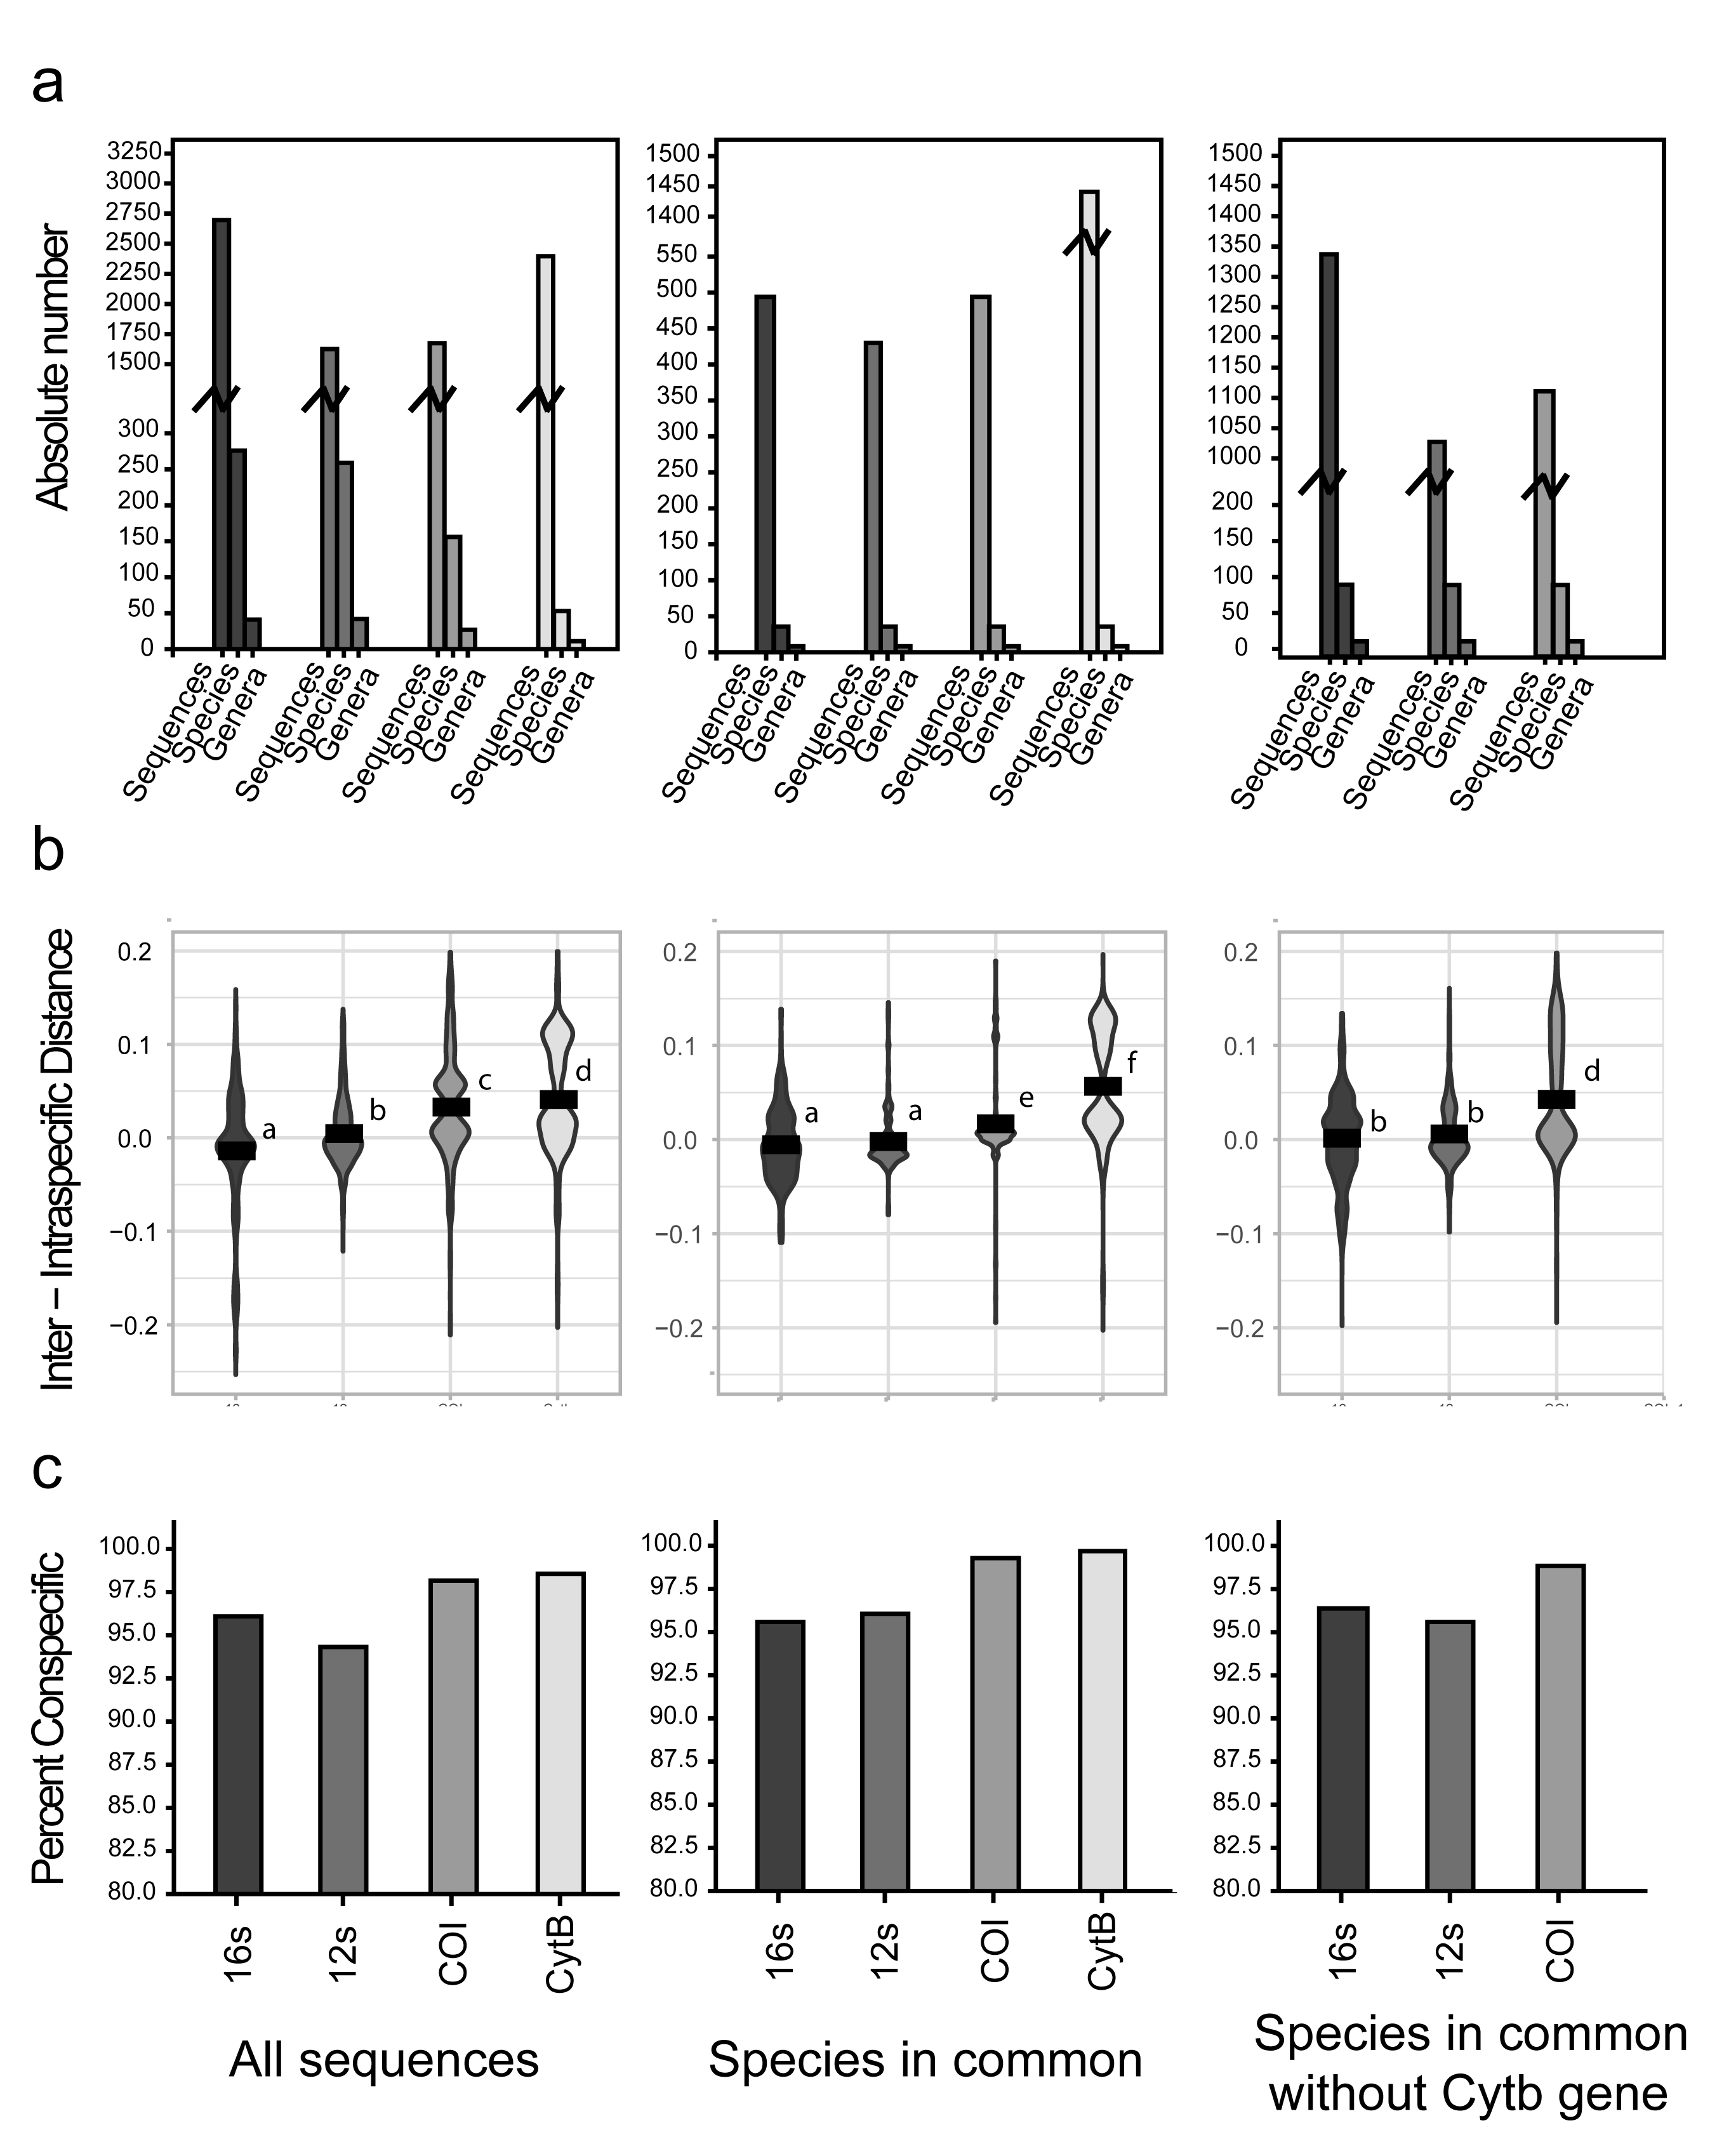 a
Absolute number
3250
3000
2750
2500
2250
2000
1750
1500
300
250
200
150
100
50
0
Sequences
Species
Genera
Sequences
Species
Genera
Sequences
Species
Genera
Sequences
Species
Genera
1500
1450
1400
550
500
450
400
350
300
250
200
150
100
50
0
Sequences
Species
Genera
Sequences
Species
Genera
Sequences
Species
Genera
Sequences
Species
Genera
1500
1450
1400
1350
1300
1250
1200
1150
1100
1050
1000
200
150
100
50
0
Sequences
Species
Genera
Sequences
Species
Genera
Sequences
Species
Genera
b
Inter – Intraspecific Distance
0.2
0.1
0.0
−0.1
−0.2
a
b
c
d
0.2
0.1
0.0
−0.1
−0.2
a
a
e
f
0.2
0.1
0.0
−0.1
−0.2
b
b
d
c
Percent Conspecific
100.0
97.5
95.0
92.5
90.0
87.5
85.0
82.5
80.0
16s
12s
COI
CytB
All sequences
100.0
97.5
95.0
92.5
90.0
87.5
85.0
82.5
80.0
16s
12s
COI
CytB
Species in common
100.0
97.5
95.0
92.5
90.0
87.5
85.0
82.5
80.0
16s
12s
COI
Species in common
without Cytb gene